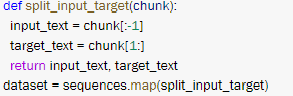 def split_input_target(chunk):
  input_text = chunk[:-1]
  target_text = chunk[1:]
  return input_text, target_text
dataset = sequences.map(split_input_target)